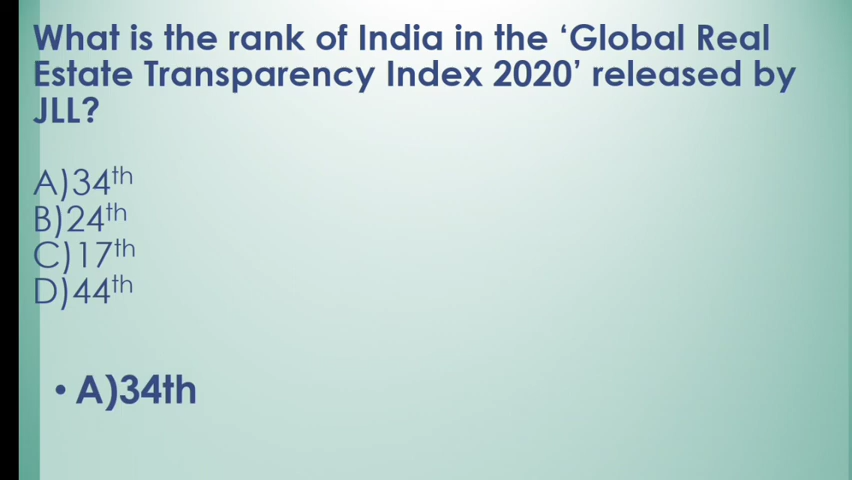 What is the rank of India in the ‘Global Real
Estate Transparency Index 2020’ released by
JLL?
A)34th
B)24th
C)17th
D)44th
• A)34th